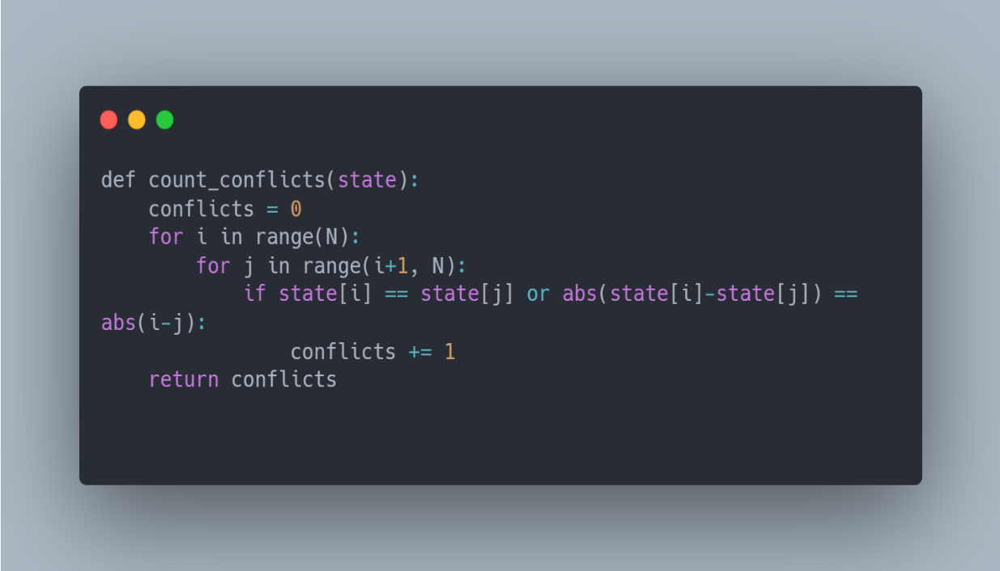 def count_conflicts(state):
    conflicts = 0
    for i in range(N):
        for j in range(i+1, N):
            if state[i] == state[j] or abs(state[i]-state[j]) ==
abs(i-j):
                conflicts += 1
    return conflicts